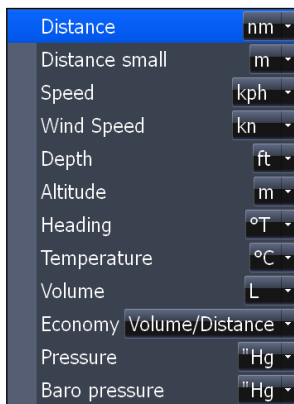 Distance nm
Distance small m
Speed kph
Wind Speed kn
Depth ft
Altitude m
Heading °T
Temperature °C
Volume L
Economy Volume/Distance
Pressure "Hg
Baro pressure "Hg